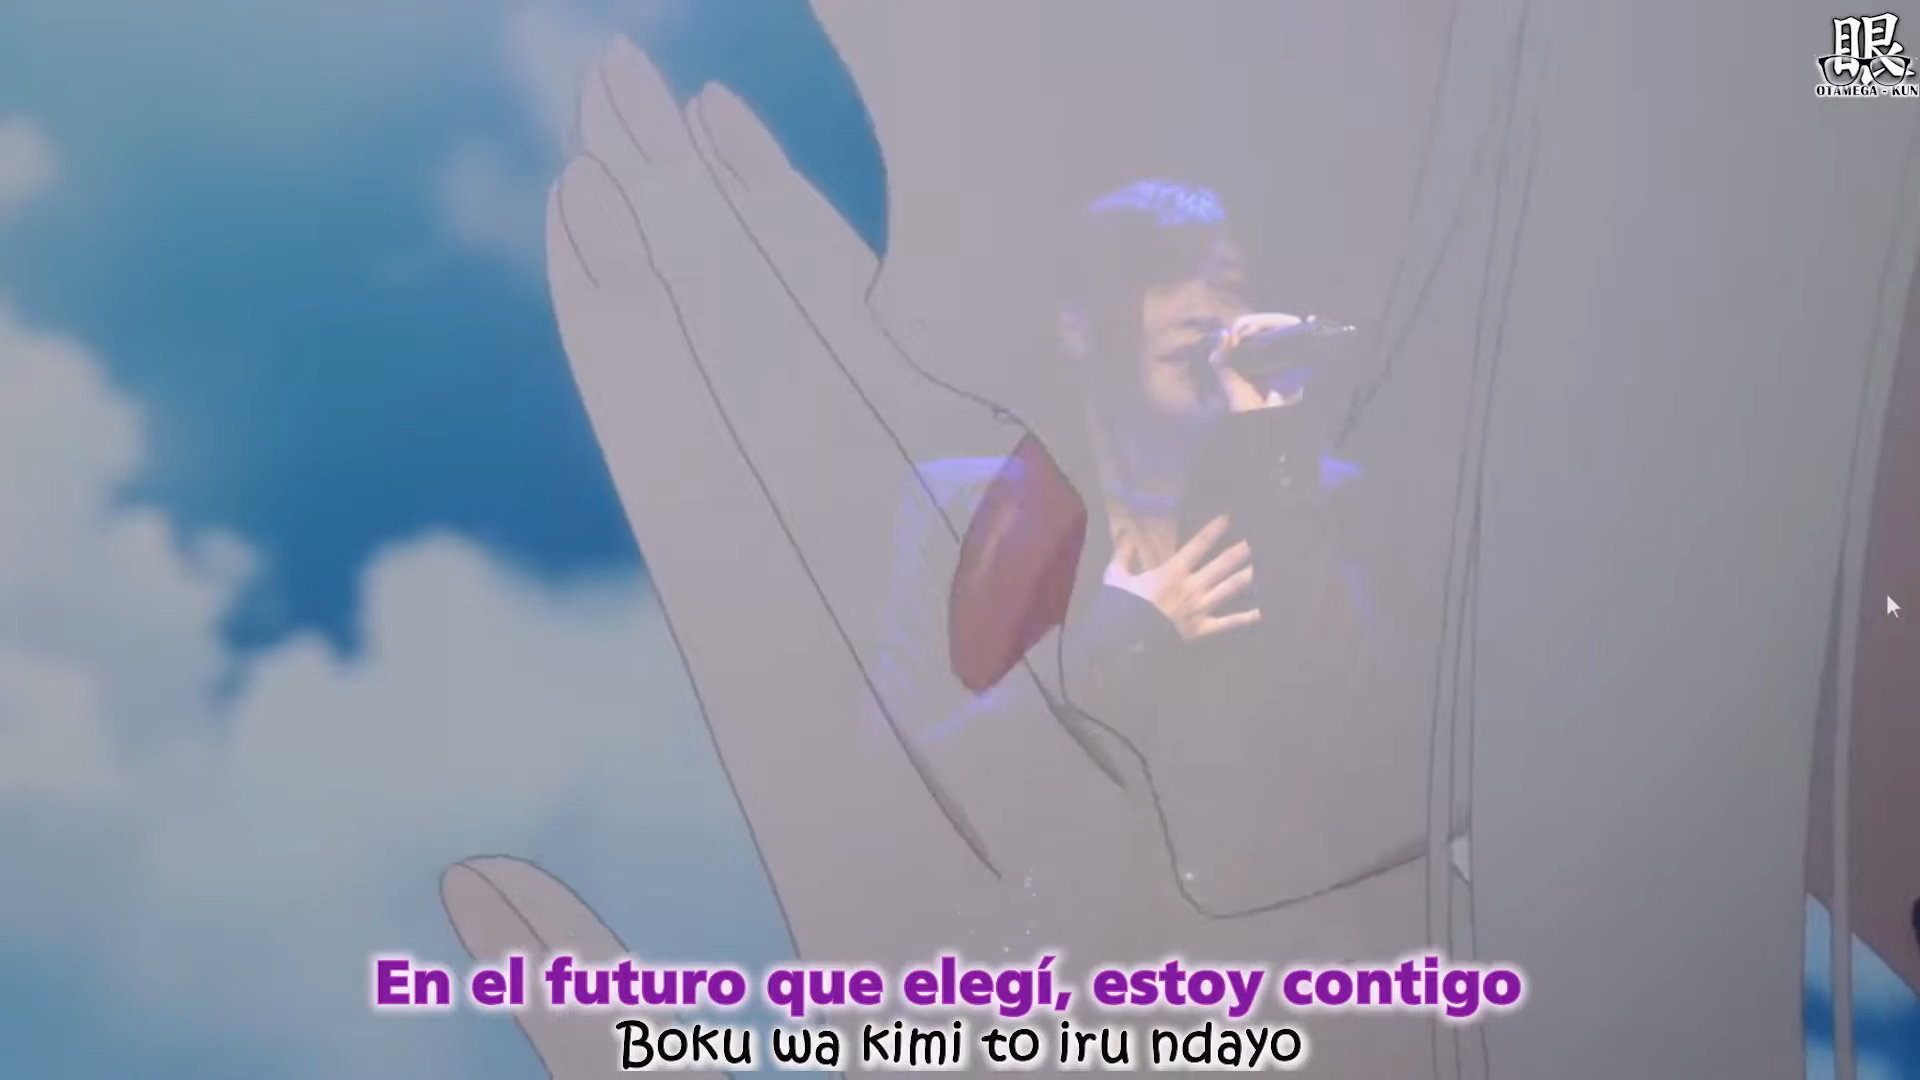 眼
OTAMEGA - KUN
En el futuro que elegí, estoy contigo
Boku wa kimi to iru ndayo